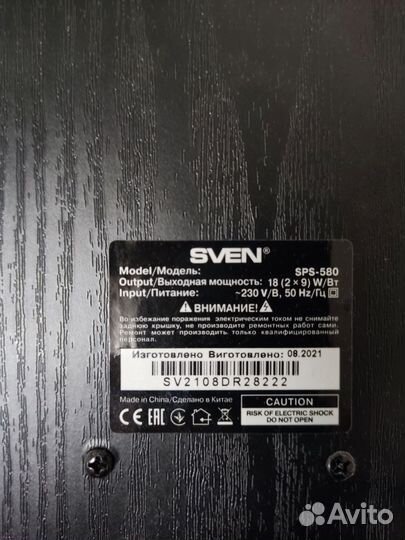 SVEN®
Model/Модель: SPS-580
Output/Выходная мощность: 18 (2 × 9) W/Вт
Input/Питание: ~230 V/В, 50 Hz/Гц
ВНИМАНИЕ!
Во избежание поражения электрическим током не снимайте
заднюю крышку, не производите ремонтных работ сами.
Ремонт может производить только квалифицированный
персонал.
Изготовлено Виготовлено: 08.2021
SV2108DR28222
Made in China/Сделано в Китае
CE EAC
CAUTION
RISK OF ELECTRIC SHOCK
DO NOT OPEN
Avito